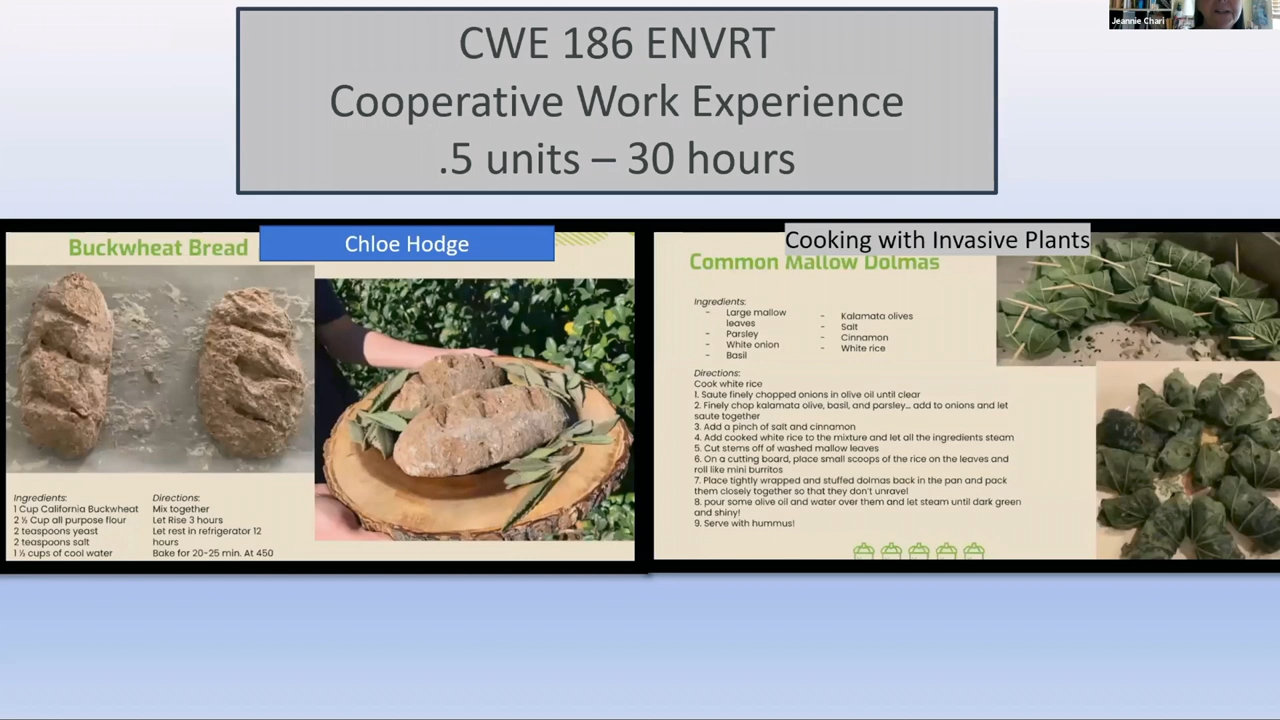 Jeannie Chari
CWE 186 ENVRT
Cooperative Work Experience
.5 units – 30 hours
Buckwheat Bread
Chloe Hodge
Ingredients:
1 Cup California Buckwheat
2 ½ Cup all purpose flour
2 teaspoons yeast
2 teaspoons salt
1 ½ cups of cool water
Directions:
Mix together
Let Rise 3 hours
Let rest in refrigerator 12
hours
Bake for 20-25 min. At 450
Cooking with Invasive Plants
Common Mallow Dolmas
Ingredients:
- Large mallow
leaves
- Parsley
- White onion
- Basil
- Kalamata olives
- Salt
- Cinnamon
- White rice
Directions:
Cook white rice
1. Saute finely chopped onions in olive oil until clear
2. Finely chop kalamata olive, basil, and parsley... add to onions and let
saute together
3. Add a pinch of salt and cinnamon
4. Add cooked white rice to the mixture and let all the ingredients steam
5. Cut stems off of washed mallow leaves
6. On a cutting board, place small scoops of the rice on the leaves and
roll like mini burritos
7. Place tightly wrapped and stuffed dolmas back in the pan and pack
them closely together so that they don't unravel
8. pour some olive oil and water over them and let steam until dark green
and shiny!
9. Serve with hummus!